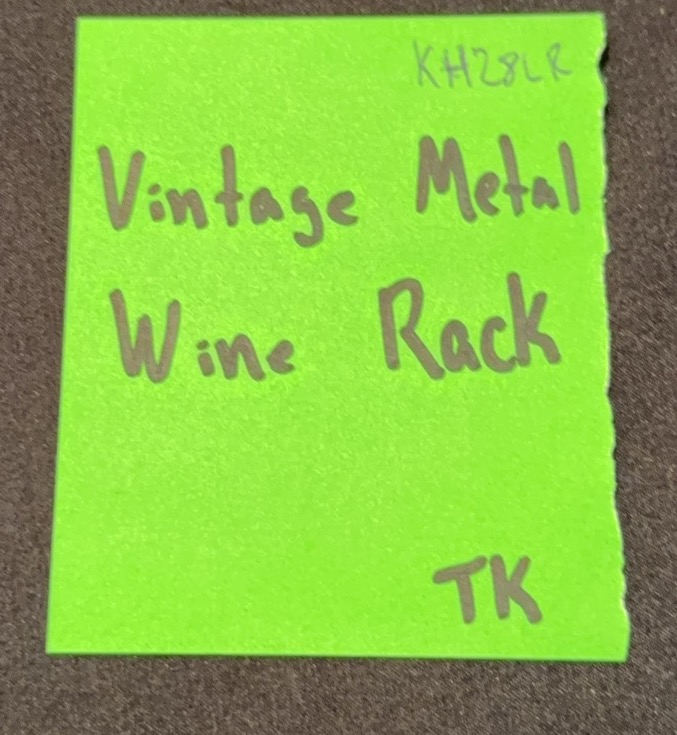 KH28LR
Vintage Metal
Wine Rack
TK